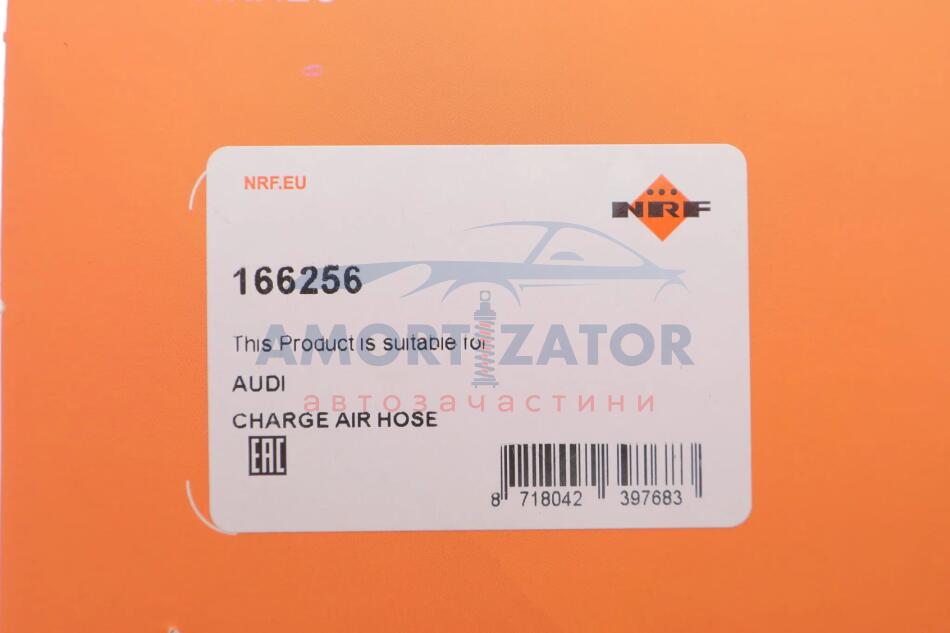 NRF.EU
NRF
166256
This Product is suitable for
AMORTIZATOR
AUDI
автозачастини
CHARGE AIR HOSE
EAC
8 718042 397683